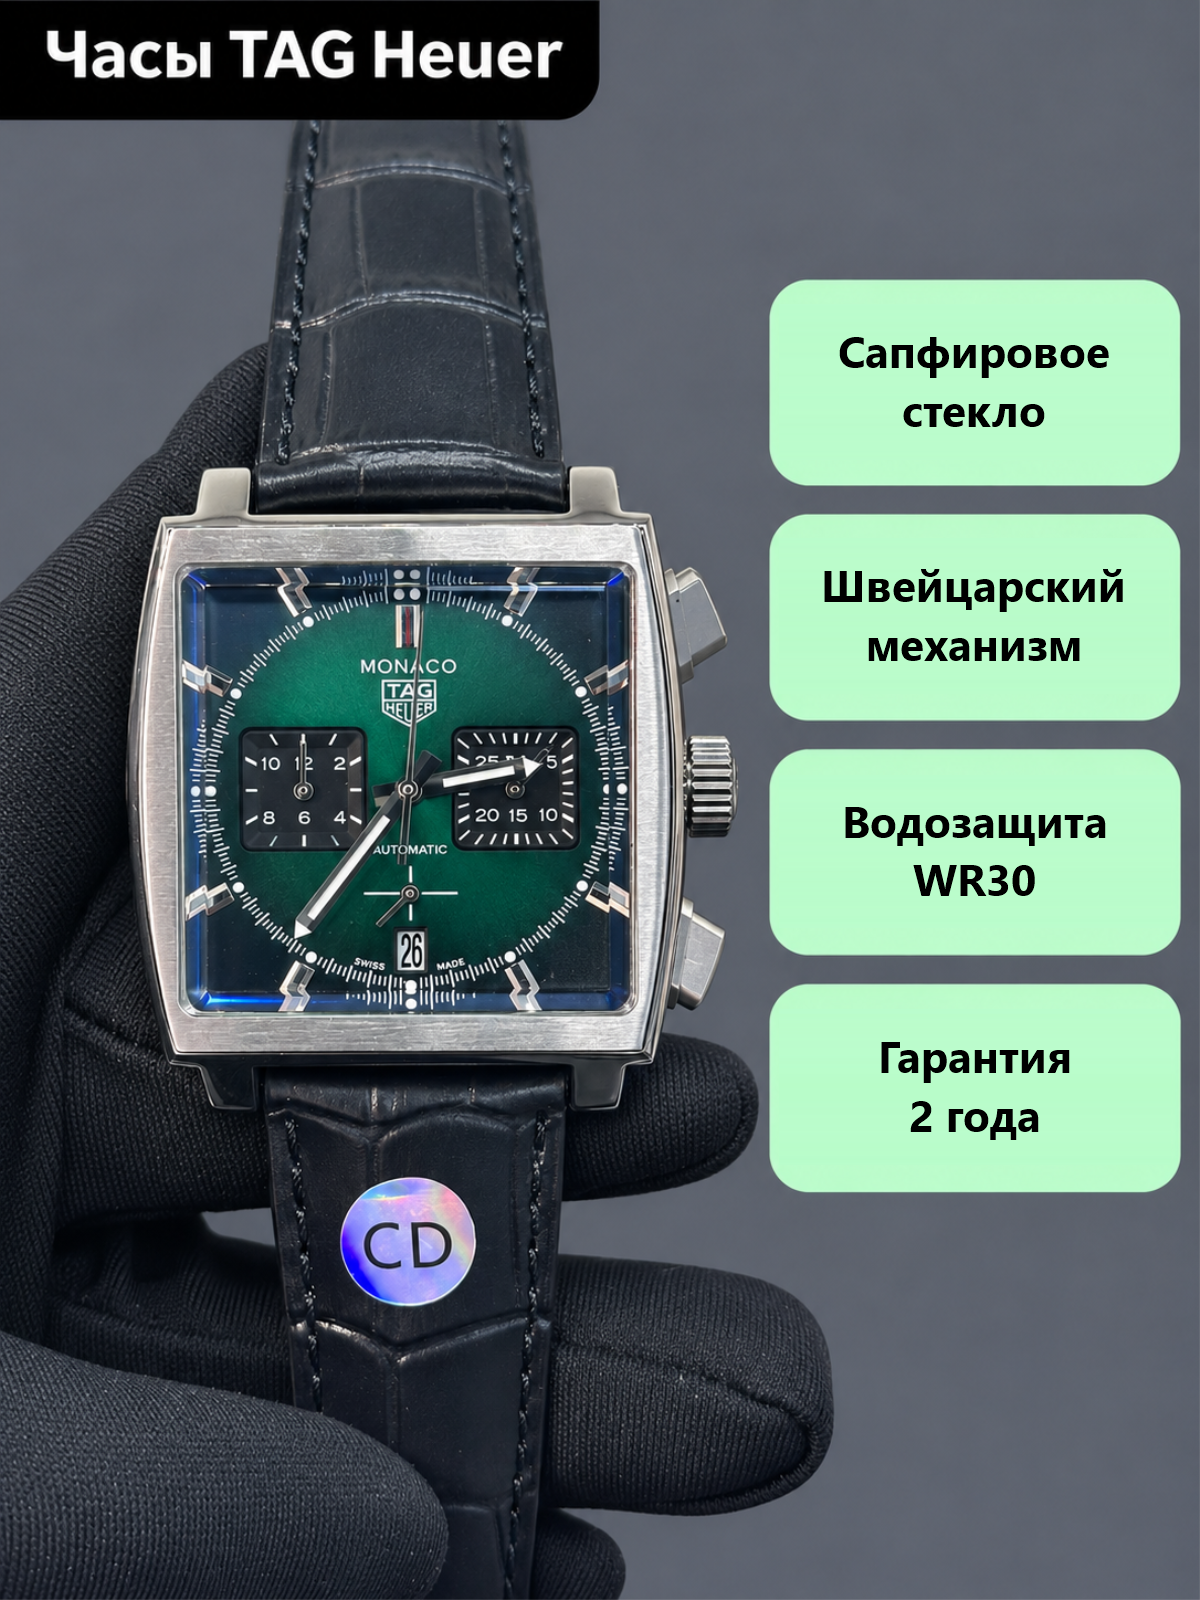 Часы TAG Heuer
Сапфировое
стекло
Швейцарский
механизм
Водозащита
WR30
Гарантия
2 года
MONACO
TAG
HEUER
10 12 2
8 6 4
25 5
20 15 10
AUTOMATIC
26
SWISS MADE
CD